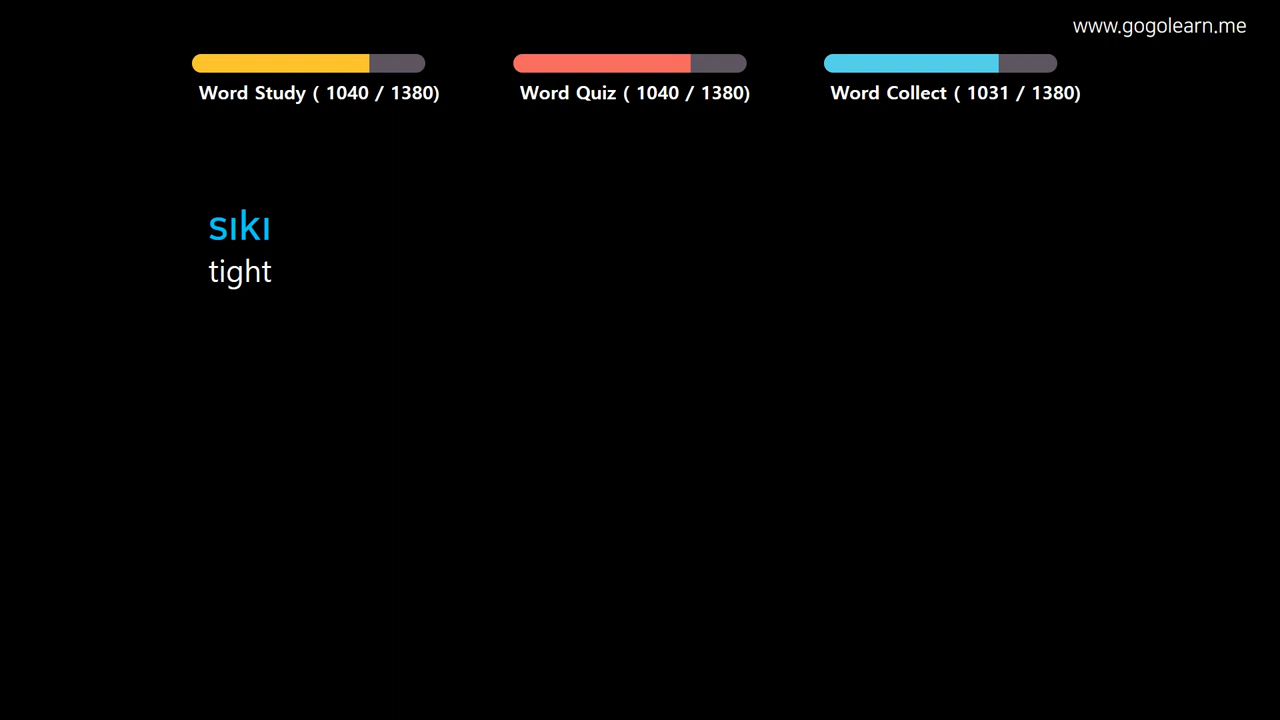 www.gogolearn.me
Word Study ( 1040 / 1380)
Word Quiz ( 1040 / 1380)
Word Collect ( 1031 / 1380)
sıkı
tight